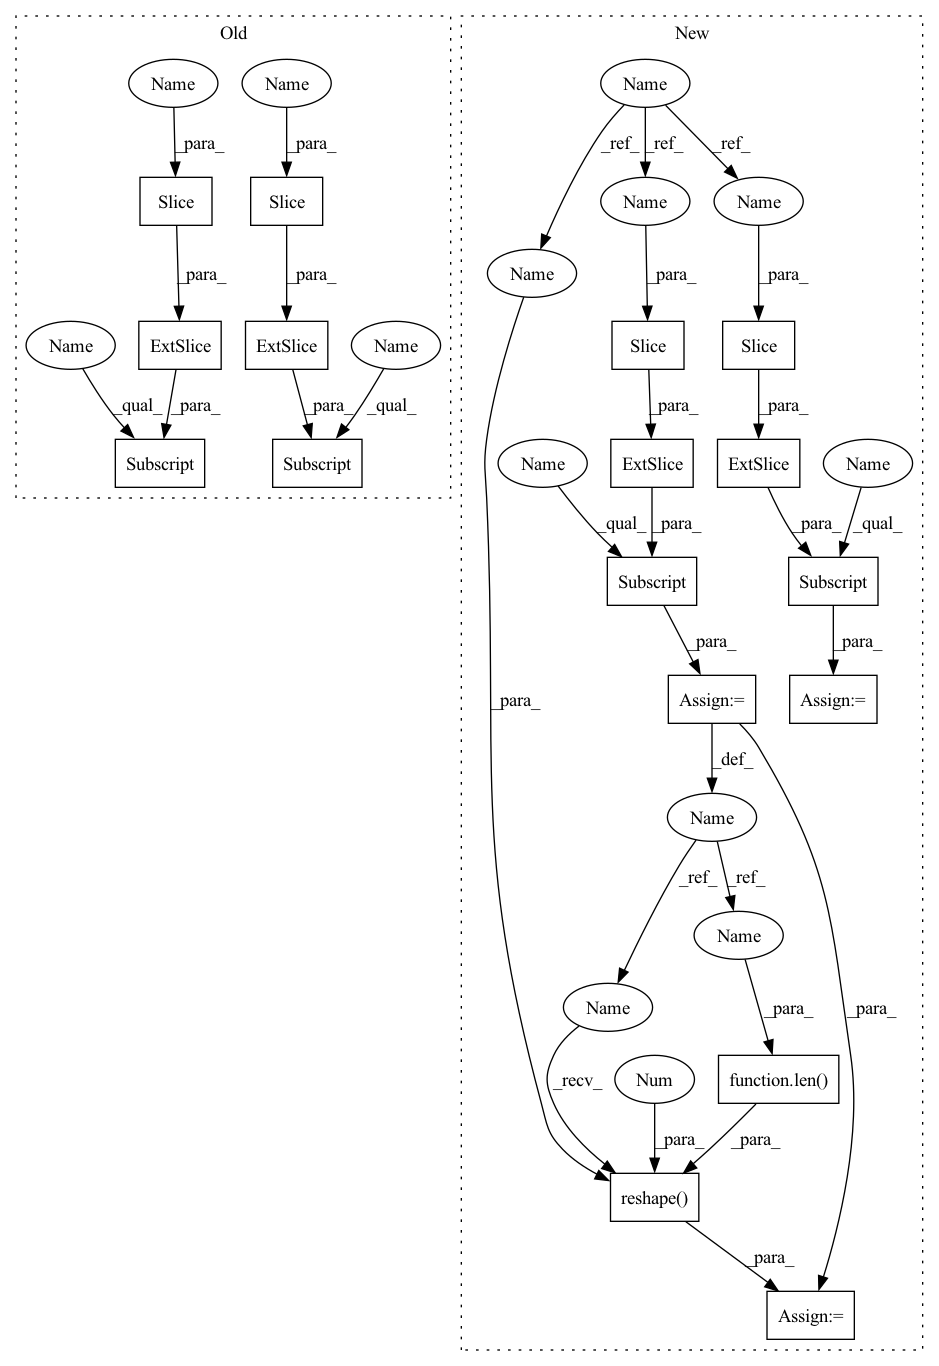 Old
New
Name
Name
Name
_para_
_para_
_ref_
_ref_
_ref_
Slice
Slice
Name
Name
Name
_para_
_para_
_para_
_para_
Name
ExtSlice
ExtSlice
Name
Slice
Slice
_qual_
_para_
_para_
_qual_
_para_
_para_
Subscript
Subscript
Name
ExtSlice
ExtSlice
Name
_qual_
_para_
_para_
_qual_
Subscript
Subscript
_para_
_para_
_para_
Assign:=
Assign:=
_def_
Name
_ref_
_ref_
Name
Name
_para_
_para_
_recv_
Num
function.len()
_para_
_para_
reshape()
_para_
Assign:=